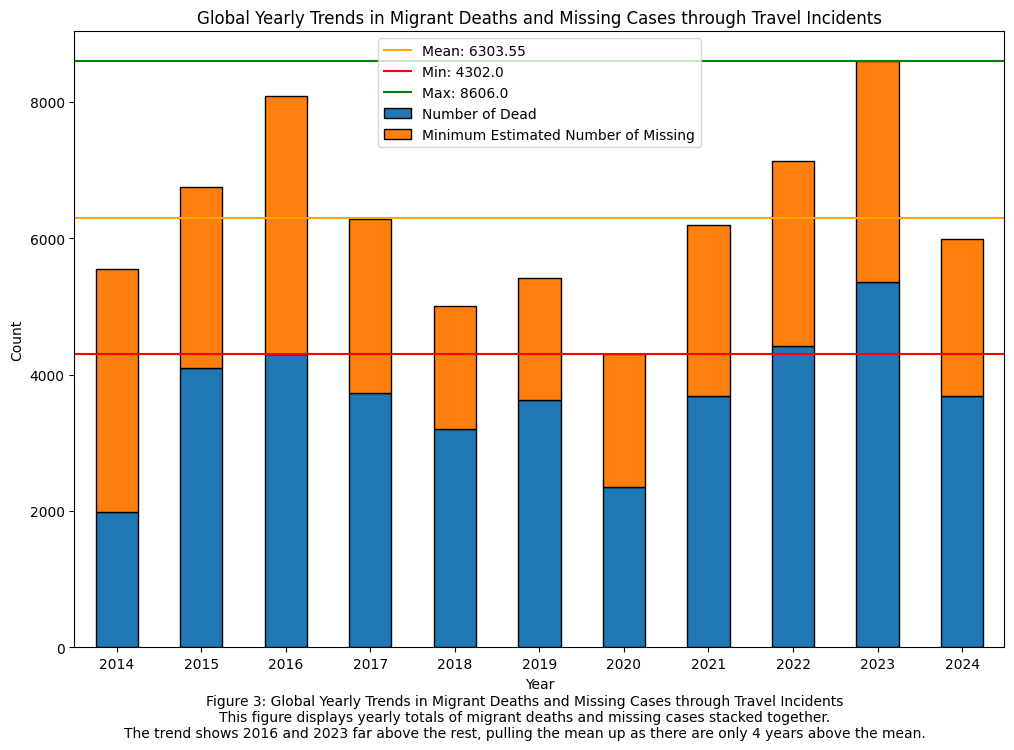 Global Yearly Trends in Migrant Deaths and Missing Cases through Travel Incidents
Mean: 6303.55
Min: 4302.0
Max: 8606.0
Number of Dead
Minimum Estimated Number of Missing
Count
8000
6000
4000
2000
0
2014 2015 2016 2017 2018 2019 2020 2021 2022 2023 2024
Year
Figure 3: Global Yearly Trends in Migrant Deaths and Missing Cases through Travel Incidents
This figure displays yearly totals of migrant deaths and missing cases stacked together.
The trend shows 2016 and 2023 far above the rest, pulling the mean up as there are only 4 years above the mean.